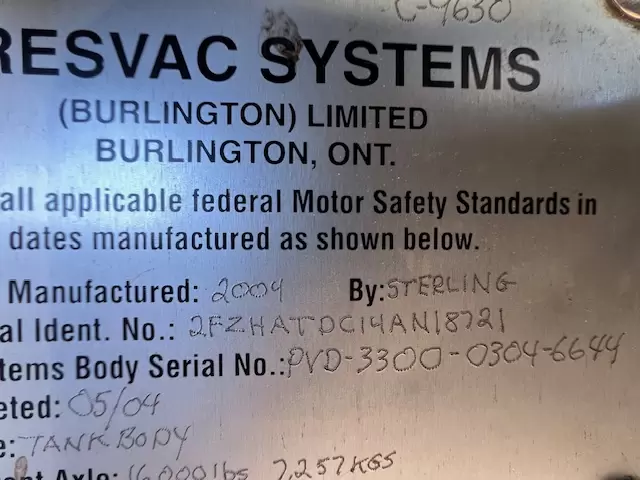 C-9630
RESVAC SYSTEMS
(BURLINGTON) LIMITED
BURLINGTON, ONT.
all applicable federal Motor Safety Standards in
dates manufactured as shown below.
Manufactured: 2004 By: STERLING
al Ident. No.: 2FZHATDC14AN18721
tems Body Serial No.: PVD-3300-0304-6644
eted: 05/04
e: TANK BODY
nt Axle: 16000lbs 7,257KGS